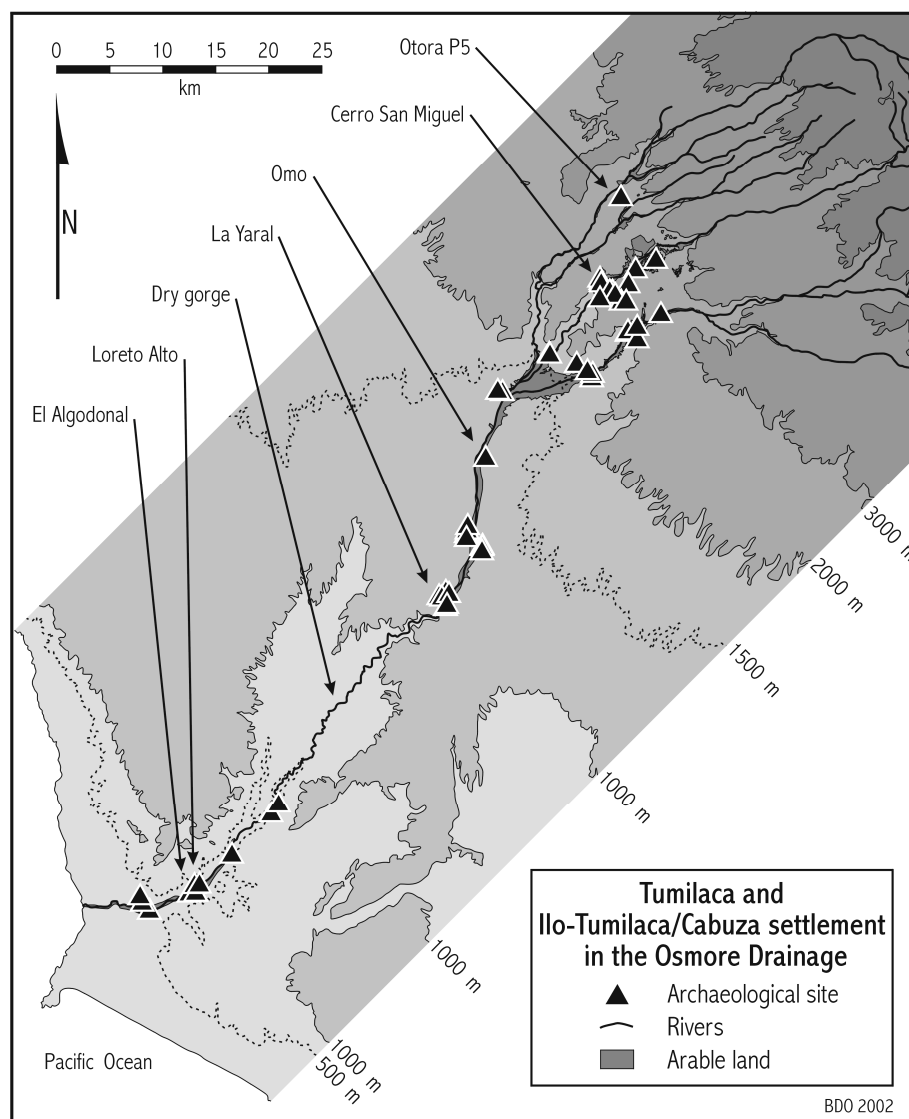 0 5 10 15 20 25
km
N
Otora P5
Cerro San Miguel
Omo
La Yaral
Dry gorge
Loreto Alto
El Algodonal
3000 m
2000 m
1500 m
1000 m
1000 m
1000 m
500 m
Pacific Ocean
Tumilaca and
Ilo-Tumilaca/Cabuza settlement
in the Osmore Drainage
Archaeological site
Rivers
Arable land
BDO 2002